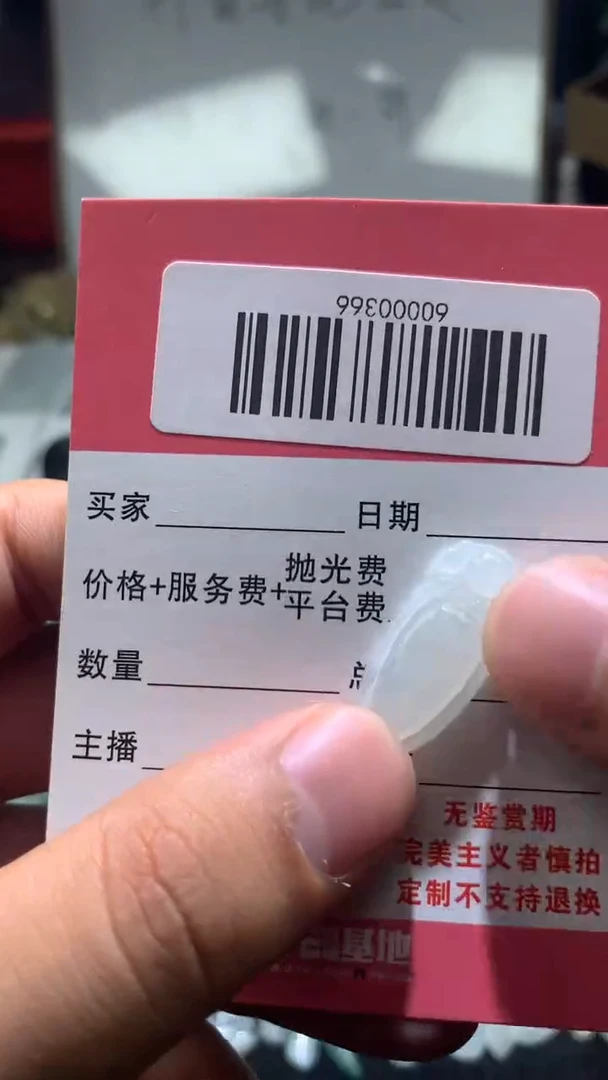 60000366
买家 日期
价格+服务费+抛光费
平台费
数量
主播
无鉴赏期
完美主义者慎拍
定制不支持退换
基地